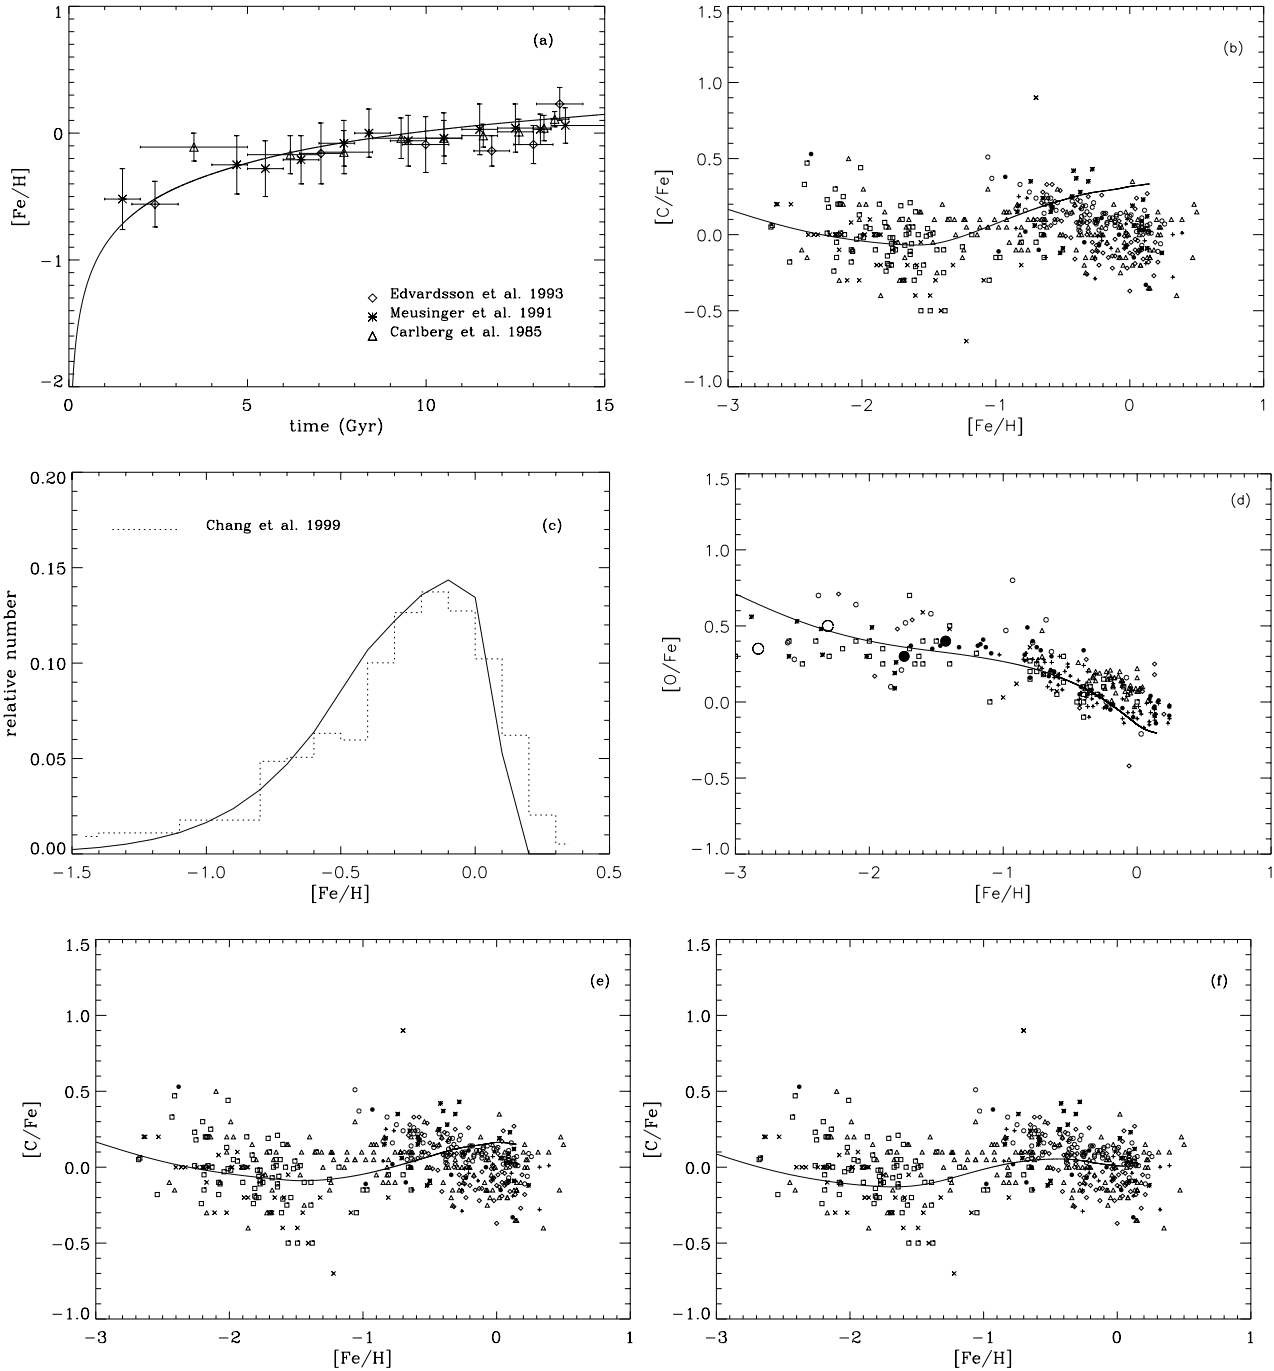 1
0
−1
−2
[Fe/H]
(a)
Edvardsson et al. 1993
Meusinger et al. 1991
Carlberg et al. 1985
0 5 10 15
time (Gyr)
1.5
1.0
0.5
0.0
−0.5
−1.0
[C/Fe]
(b)
−3 −2 −1 0 1
[Fe/H]
0.20
0.15
0.10
0.05
0.00
relative number
Chang et al. 1999
(c)
−1.5 −1.0 −0.5 0.0 0.5
[Fe/H]
1.5
1.0
0.5
0.0
−0.5
−1.0
[O/Fe]
(d)
−3 −2 −1 0 1
[Fe/H]
1.5
1.0
0.5
0.0
−0.5
−1.0
[C/Fe]
(e)
−3 −2 −1 0 1
[Fe/H]
1.5
1.0
0.5
0.0
−0.5
−1.0
[C/Fe]
(f)
−3 −2 −1 0 1
[Fe/H]